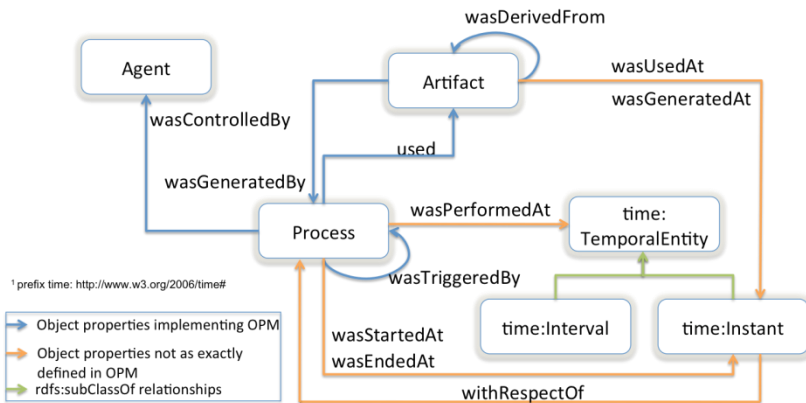 wasDerivedFrom
Agent
Artifact
wasUsedAt
wasGeneratedAt
wasControlledBy
used
wasGeneratedBy
wasPerformedAt
time:
TemporalEntity
Process
wasTriggeredBy
¹ prefix time: http://www.w3.org/2006/time#
Object properties implementing OPM
Object properties not as exactly
defined in OPM
rdfs:subClassOf relationships
wasStartedAt
wasEndedAt
time:Interval
time:Instant
withRespectOf